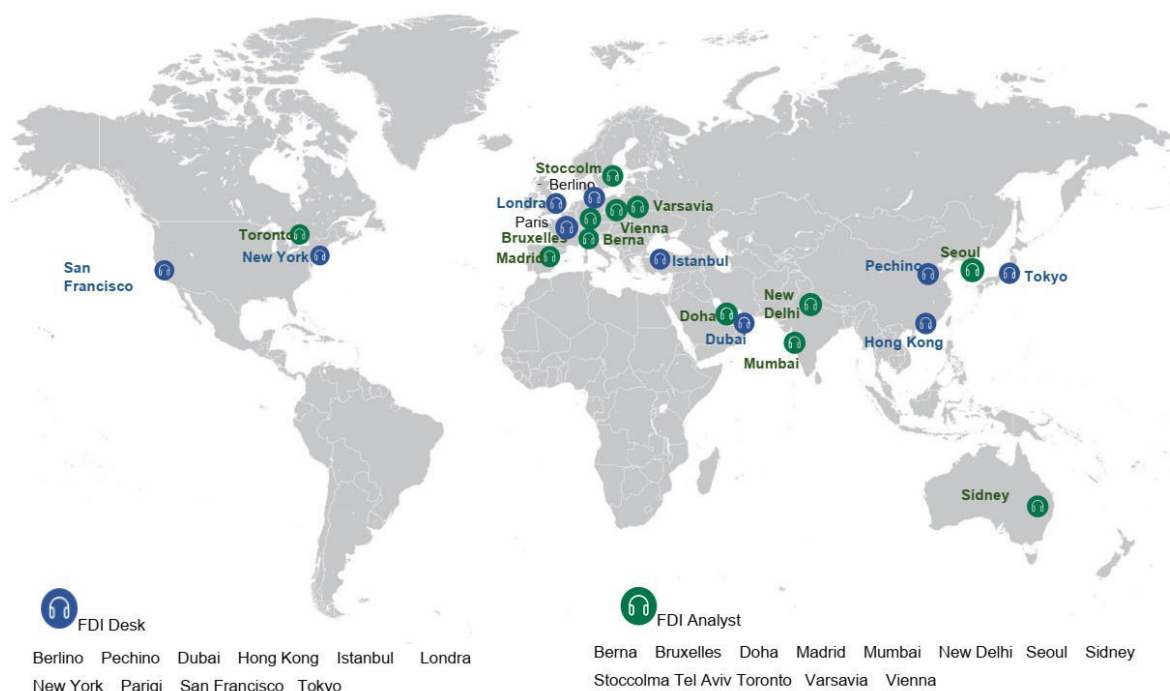 Stoccolm
Berlino
Londra
Varsavia
Paris
Vienna
Toronto
Bruxelles
Berna
New York
Madrid
Istanbul
San
Francisco
Pechino
Seoul
Tokyo
New
Delhi
Doha
Dubai
Hong Kong
Mumbai
Sidney
FDI Desk
Berlino Pechino Dubai Hong Kong Istanbul Londra
New York Parigi San Francisco Tokyo
FDI Analyst
Berna Bruxelles Doha Madrid Mumbai New Delhi Seoul Sidney
Stoccolma Tel Aviv Toronto Varsavia Vienna